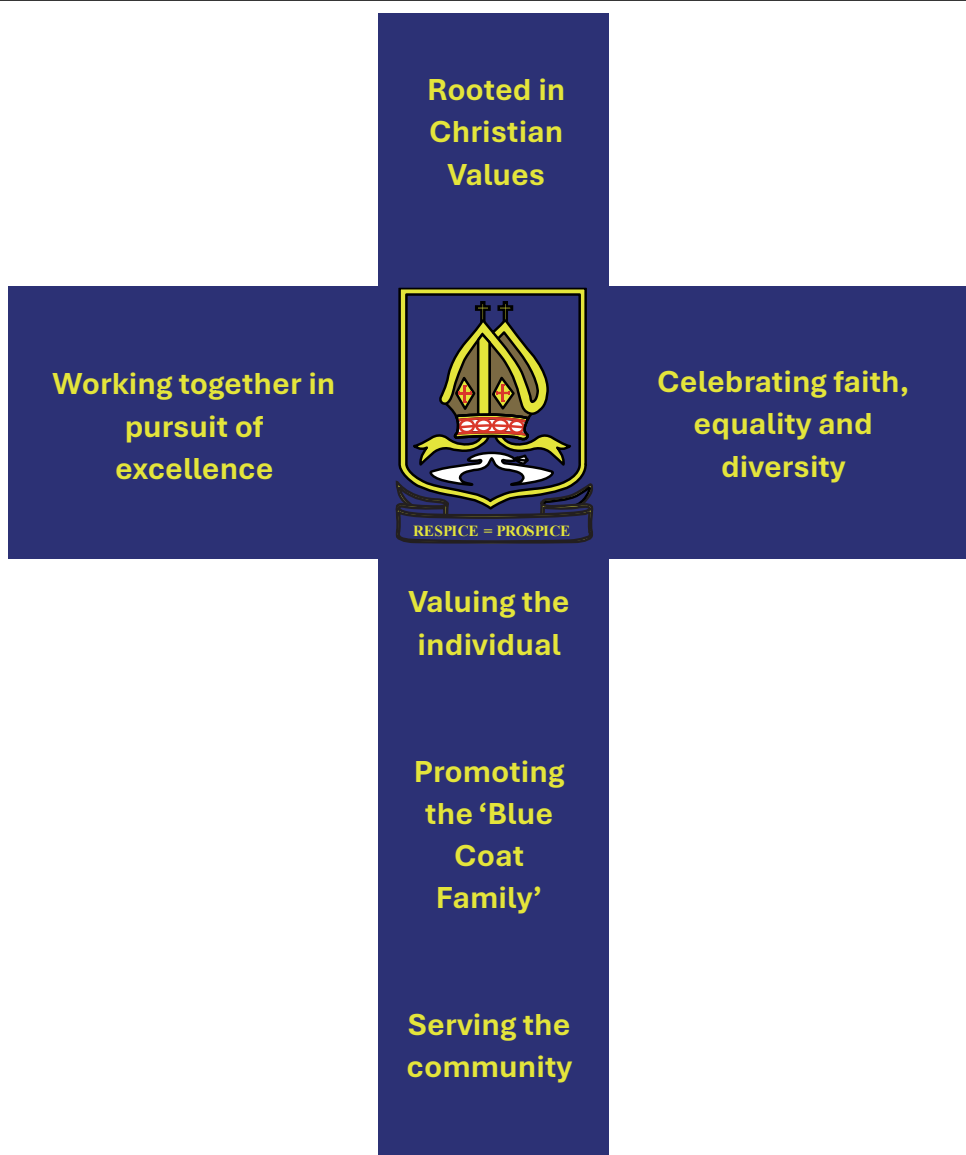 Rooted in
Christian
Values
Working together in
pursuit of
excellence
RESPICE = PROSPICE
Celebrating faith,
equality and
diversity
Valuing the
individual
Promoting
the ‘Blue
Coat
Family’
Serving the
community